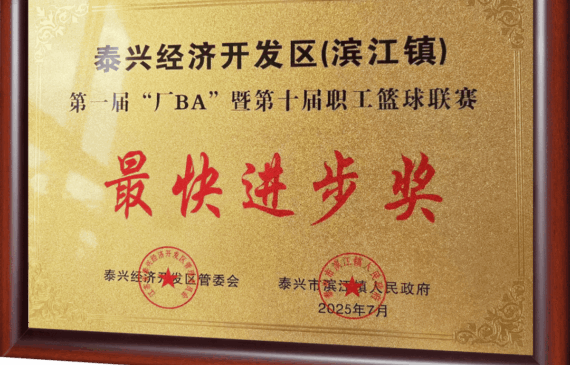 泰兴经济开发区(滨江镇)
第一届“厂BA”暨第十届职工篮球联赛
最快进步奖
泰兴经济开发区管委会
泰兴市滨江镇人民政府
2025年7月